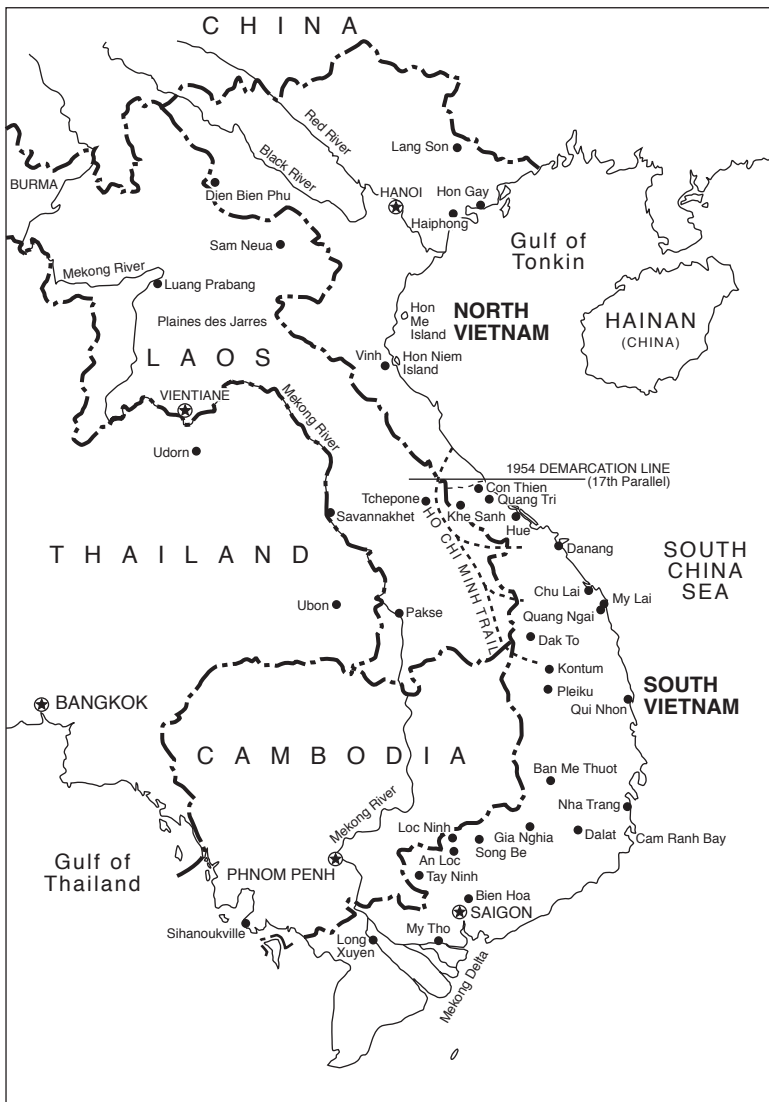 CHINA
Red River
Black River
Lang Son
BURMA
Dien Bien Phu
HANOI
Hon Gay
Haiphong
Sam Neua
Gulf of
Tonkin
Mekong River
Luang Prabang
Plaines des Jarres
Hon
Me
Island
NORTH
VIETNAM
HAINAN
(CHINA)
LAOS
Vinh
Hon Niem
Island
VIENTIANE
Mekong River
Udorn
1954 DEMARCATION LINE
(17th Parallel)
Con Thien
Tchepone
Quang Tri
Savannakhet
Khe Sanh
Hue
HO CHI MINH TRAIL
Danang
THAILAND
SOUTH
CHINA
SEA
Chu Lai
My Lai
Ubon
Pakse
Quang Ngai
Dak To
Kontum
Pleiku
SOUTH
VIETNAM
BANGKOK
Qui Nhon
CAMBODIA
Ban Me Thuot
Mekong River
Nha Trang
Loc Ninh
Gia Nghia
Dalat
Cam Ranh Bay
Song Be
An Loc
Gulf of
Thailand
PHNOM PENH
Tay Ninh
Bien Hoa
SAIGON
Sihanoukville
Long
Xuyen
My Tho
Mekong Delta